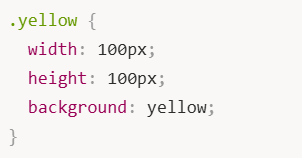 .yellow {
  width: 100px;
  height: 100px;
  background: yellow;
}